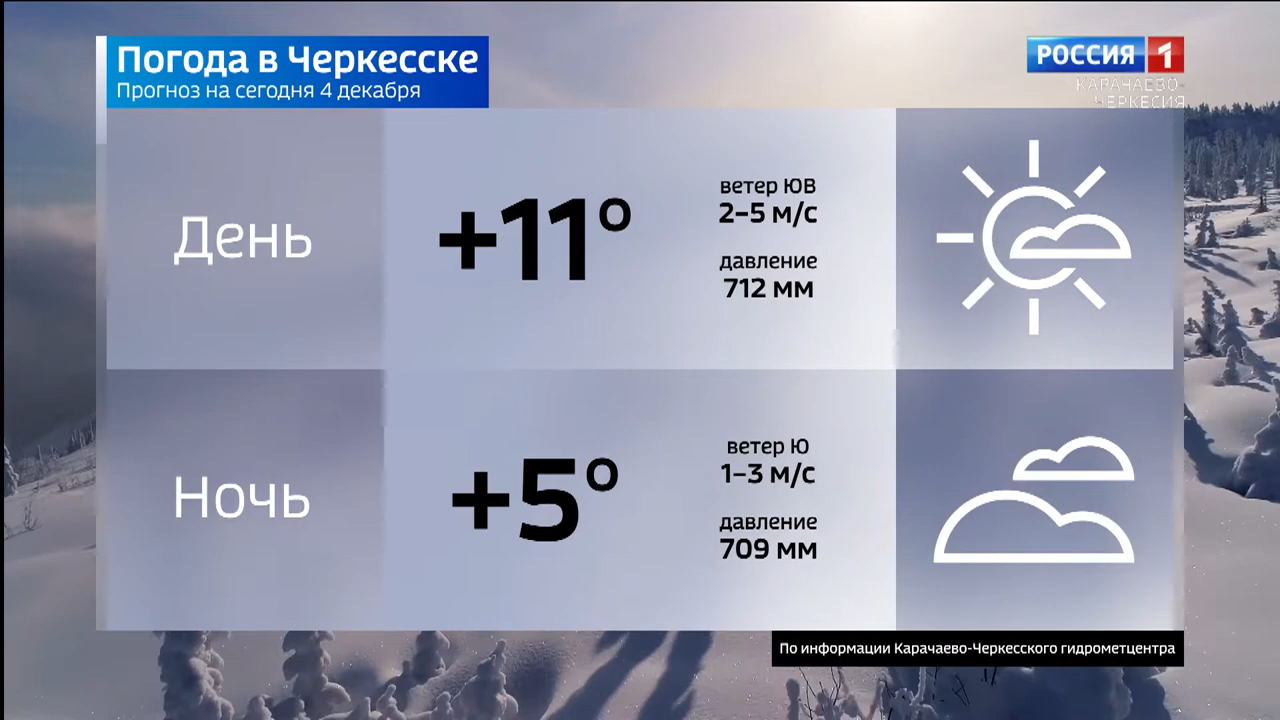 Погода в Черкесске
Прогноз на сегодня 4 декабря
РОССИЯ 1
КАРАЧАЕВО-
ЧЕРКЕСИЯ
День
+11°
ветер ЮВ
2–5 м/с
давление
712 мм
Ночь
+5°
ветер Ю
1–3 м/с
давление
709 мм
По информации Карачаево-Черкесского гидрометцентра